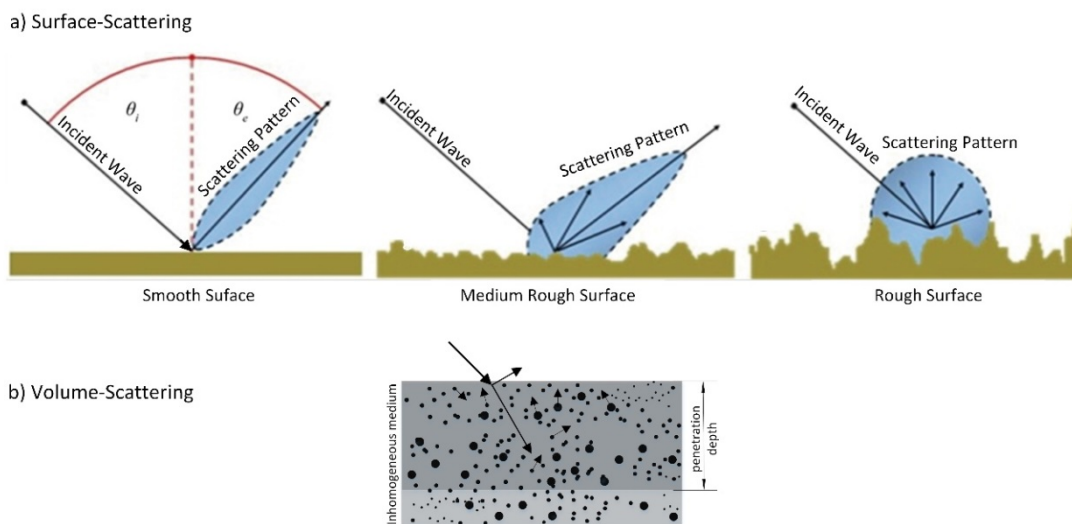 a) Surface-Scattering
θi
θc
Incident Wave
Scattering Pattern
Smooth Suface
Incident Wave
Scattering Pattern
Medium Rough Surface
Incident Wave
Scattering Pattern
Rough Surface
b) Volume-Scattering
Inhomogeneous medium
penetration
depth